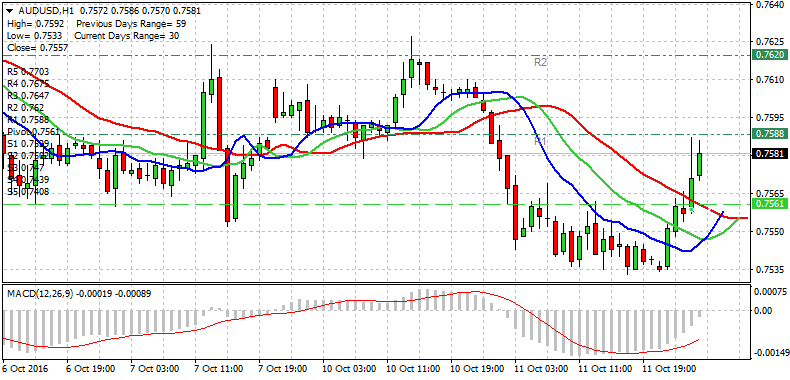 AUDUSD,H1 0.7572 0.7586 0.7570 0.7581
High= 0.7592 Previous Days Range= 59
Low= 0.7533 Current Days Range= 30
Close= 0.7557
R5 0.7703
R4 0.7675
R3 0.7647
R2 0.762
R1 0.7588
Pivot 0.7561
S1
S2
S3
S5 0.7408
R2
0.7640
0.7620
0.7610
0.7595
0.7588
0.7581
0.7565
0.7561
0.7550
0.7535
MACD(12,26,9) -0.00019 -0.00089
0.00075
0.00
-0.00149
6 Oct 2016 6 Oct 19:00 7 Oct 03:00 7 Oct 11:00 7 Oct 19:00 10 Oct 03:00 10 Oct 11:00 10 Oct 19:00 11 Oct 03:00 11 Oct 11:00 11 Oct 19:00